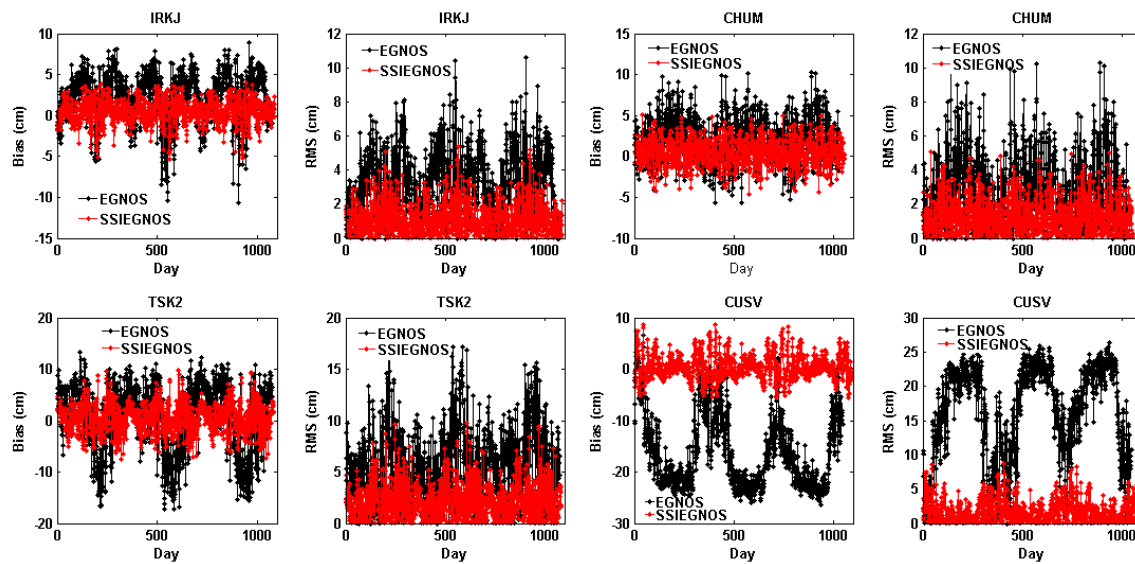 IRKJ
Bias (cm)
10
5
0
-5
-10
-15
EGNOS
SSIEGNOS
0
500
1000
Day
IRKJ
RMS (cm)
12
10
8
6
4
2
0
EGNOS
SSIEGNOS
0
500
1000
Day
CHUM
Bias (cm)
15
10
5
0
-5
-10
EGNOS
SSIEGNOS
0
500
1000
Day
CHUM
RMS (cm)
12
10
8
6
4
2
0
EGNOS
SSIEGNOS
0
500
1000
Day
TSK2
Bias (cm)
20
10
0
-10
-20
EGNOS
SSIEGNOS
0
500
1000
Day
TSK2
RMS (cm)
20
15
10
5
0
EGNOS
SSIEGNOS
0
500
1000
Day
CUSV
Bias (cm)
10
0
-10
-20
-30
EGNOS
SSIEGNOS
0
500
1000
Day
CUSV
RMS (cm)
30
25
20
15
10
5
0
EGNOS
SSIEGNOS
0
500
1000
Day